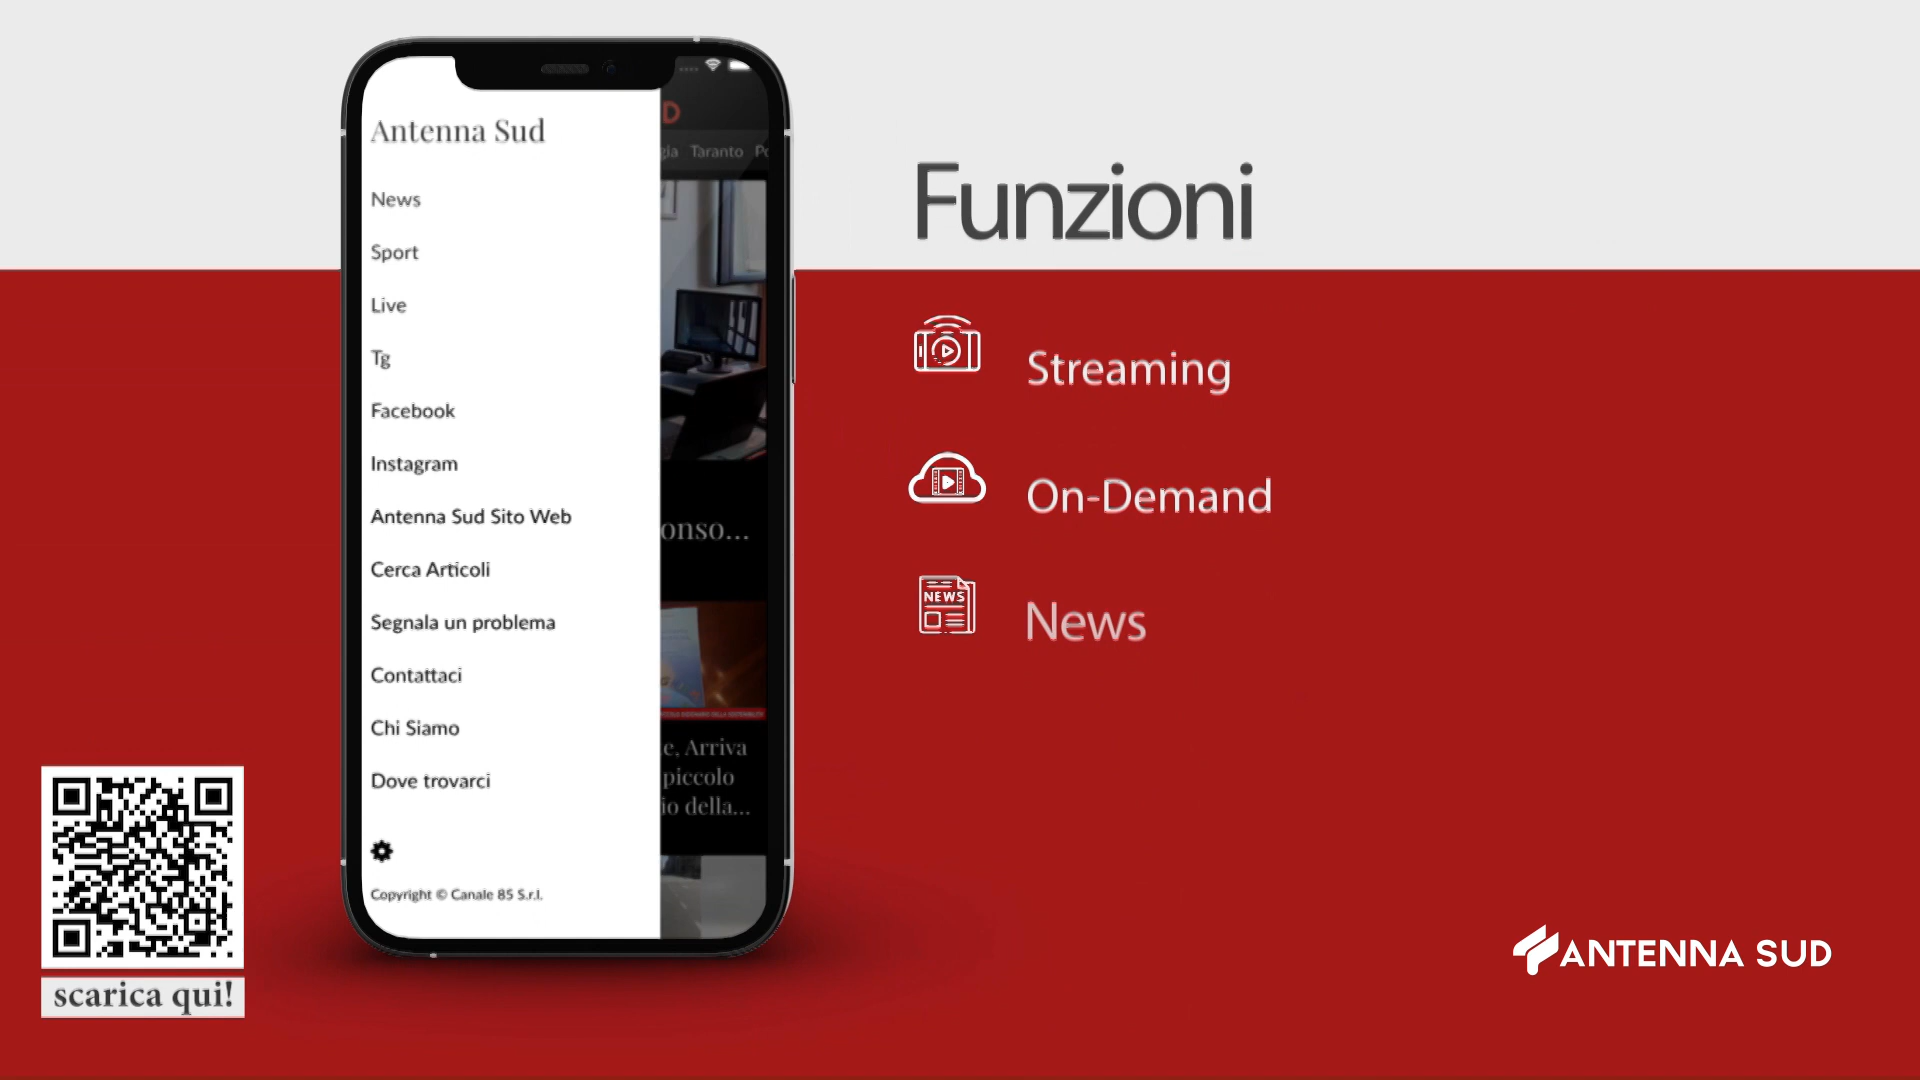 Antenna Sud
News
Sport
Live
Tg
Facebook
Instagram
Antenna Sud Sito Web
Cerca Articoli
Segnala un problema
Contattaci
Chi Siamo
Dove trovarci
Copyright © Canale 85 S.r.l.
D
gia Taranto Po
onso...
e, Arriva
piccolo
io della...
Funzioni
Streaming
On-Demand
NEWS
News
scarica qui!
ANTENNA SUD